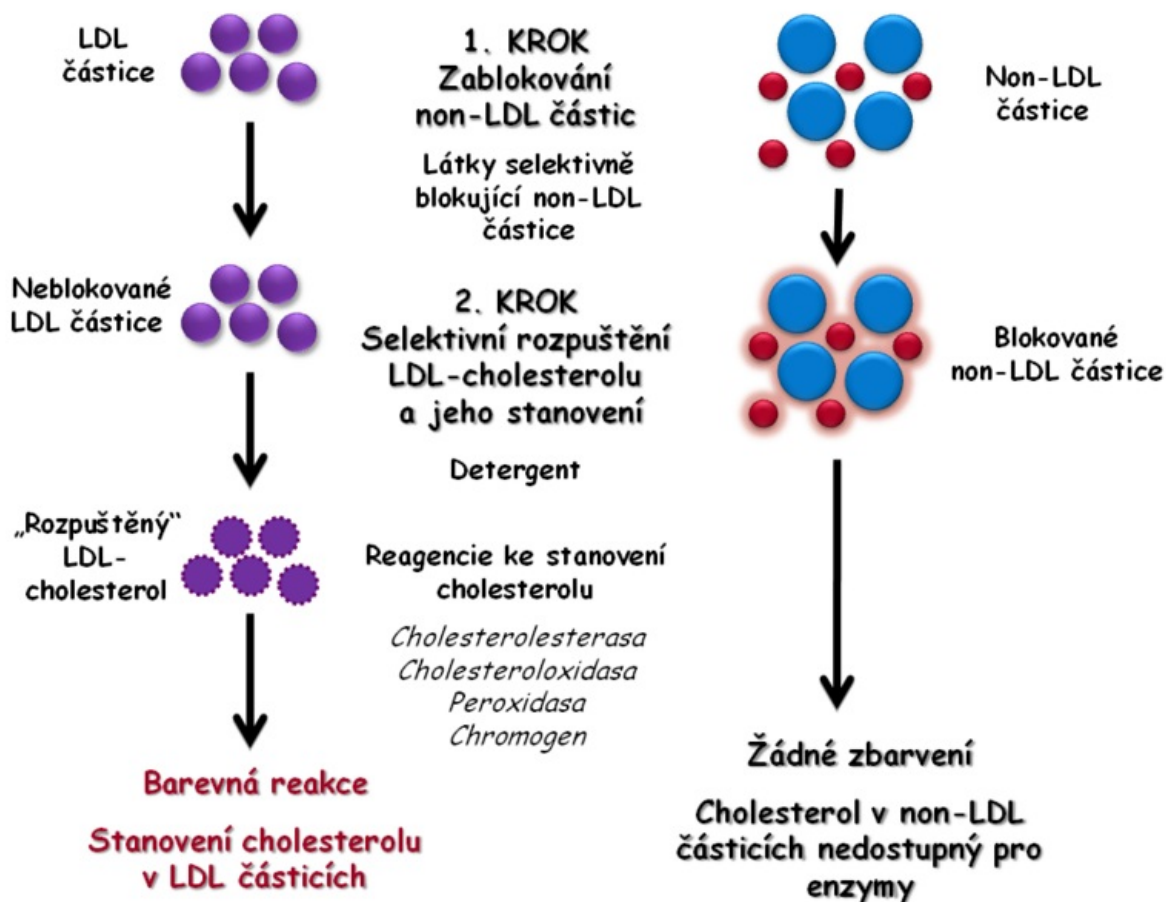 LDL
částice
1. KROK
Zablokování
non-LDL částic
Látky selektivně
blokující non-LDL
částice
Non-LDL
částice
Neblokované
LDL částice
2. KROK
Selektivní rozpuštění
LDL-cholesterolu
a jeho stanovení
Detergent
Blokované
non-LDL částice
„Rozpuštěný“
LDL-
cholesterol
Reagencie ke stanovení
cholesterolu
Cholesterolesterasa
Cholesteroloxidasa
Peroxidasa
Chromogen
Barevná reakce
Stanovení cholesterolu
v LDL částicích
Žádné zbarvení
Cholesterol v non-LDL
částicích nedostupný pro
enzymy